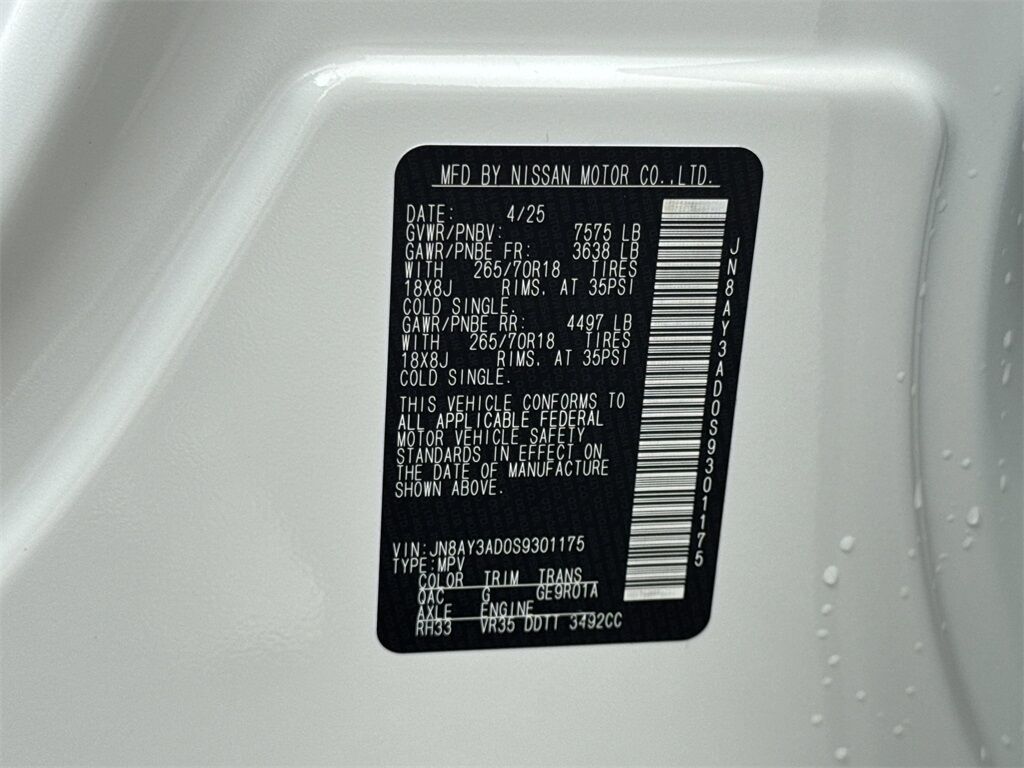 MFD BY NISSAN MOTOR CO.,LTD.
DATE: 4/25
GVWR/PNBV: 7575 LB
GAWR/PNBE FR: 3638 LB
WITH 265/70R18 TIRES
18X8J RIMS, AT 35PSI
COLD SINGLE.
GAWR/PNBE RR: 4497 LB
WITH 265/70R18 TIRES
18X8J RIMS, AT 35PSI
COLD SINGLE.
THIS VEHICLE CONFORMS TO
ALL APPLICABLE FEDERAL
MOTOR VEHICLE SAFETY
STANDARDS IN EFFECT ON
THE DATE OF MANUFACTURE
SHOWN ABOVE.
VIN: JN8AY3AD0S9301175
TYPE: MPV
COLOR TRIM TRANS
QAC G GE9R01A
AXLE ENGINE
RH33 VR35 DDTT 3492CC
JN8AY3AD0S9301175